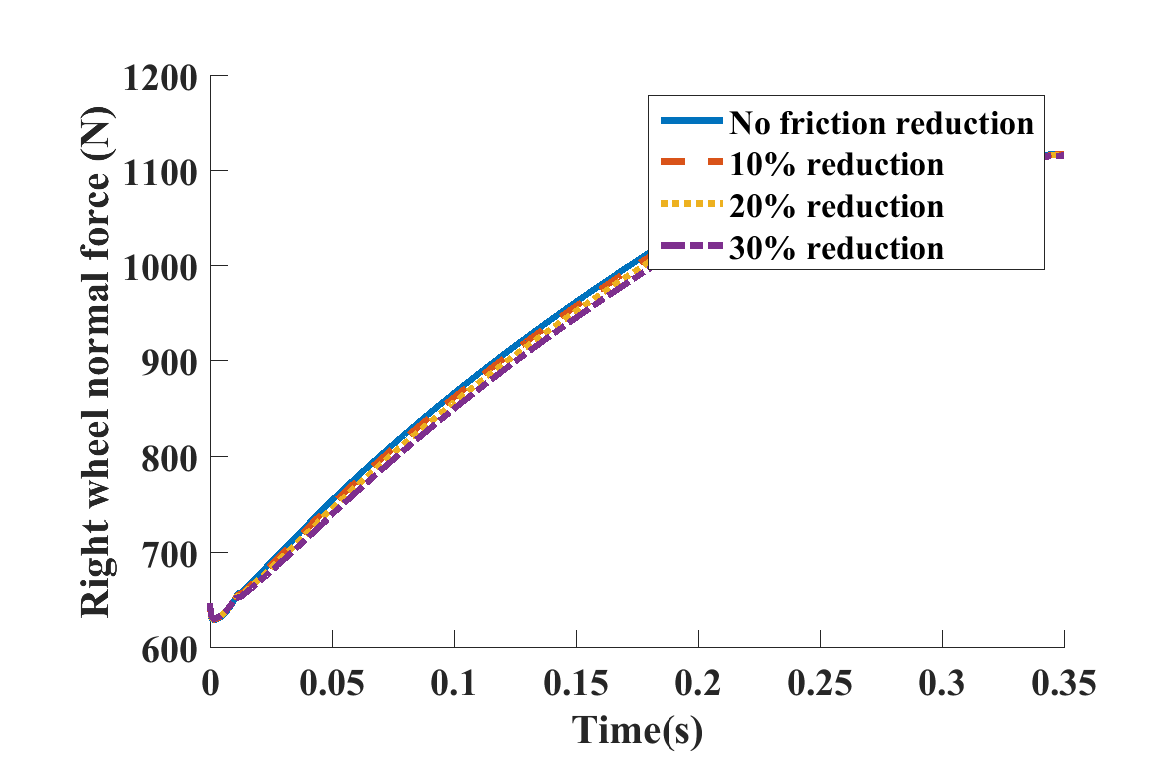 1200
1100
1000
900
800
700
600
Right wheel normal force (N)
No friction reduction
10% reduction
20% reduction
30% reduction
0 0.05 0.1 0.15 0.2 0.25 0.3 0.35
Time(s)